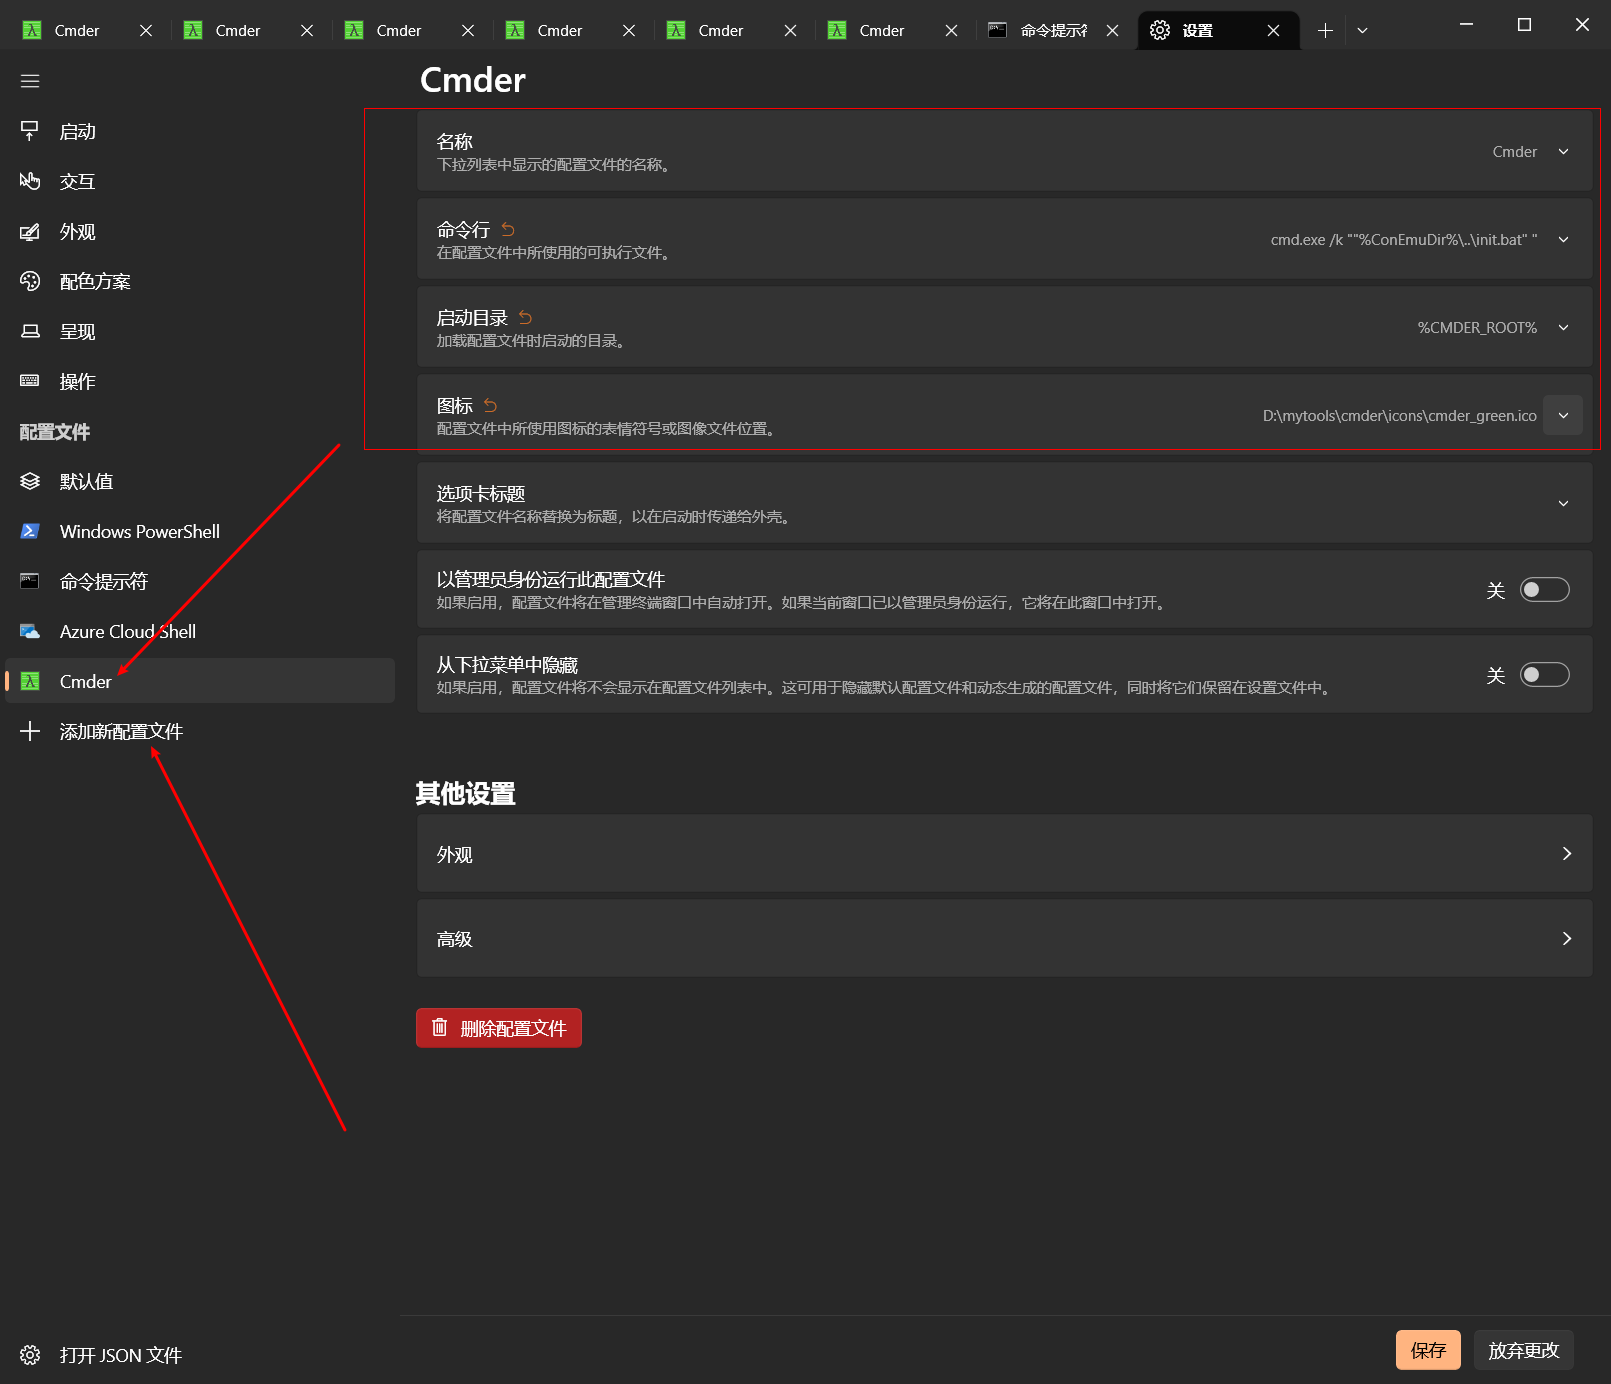 Cmder
Cmder
Cmder
Cmder
Cmder
Cmder
命令提示符
设置
启动
交互
外观
配色方案
呈现
操作
配置文件
默认值
Windows PowerShell
命令提示符
Azure Cloud Shell
Cmder
添加新配置文件
打开 JSON 文件
Cmder
名称
下拉列表中显示的配置文件的名称。
Cmder
命令行
在配置文件中所使用的可执行文件。
cmd.exe /k ""%ConEmuDir%\..\init.bat" "
启动目录
加载配置文件时启动的目录。
%CMDER_ROOT%
图标
配置文件中所使用图标的表情符号或图像文件位置。
D:\mytools\cmder\icons\cmder_green.ico
选项卡标题
将配置文件名称替换为标题，以在启动时传递给外壳。
以管理员身份运行此配置文件
如果启用，配置文件将在管理终端窗口中自动打开。如果当前窗口已以管理员身份运行，它将在此窗口中打开。
关
从下拉菜单中隐藏
如果启用，配置文件将不会显示在配置文件列表中。这可用于隐藏默认配置文件和动态生成的配置文件，同时将它们保留在设置文件中。
关
其他设置
外观
高级
删除配置文件
保存
放弃更改